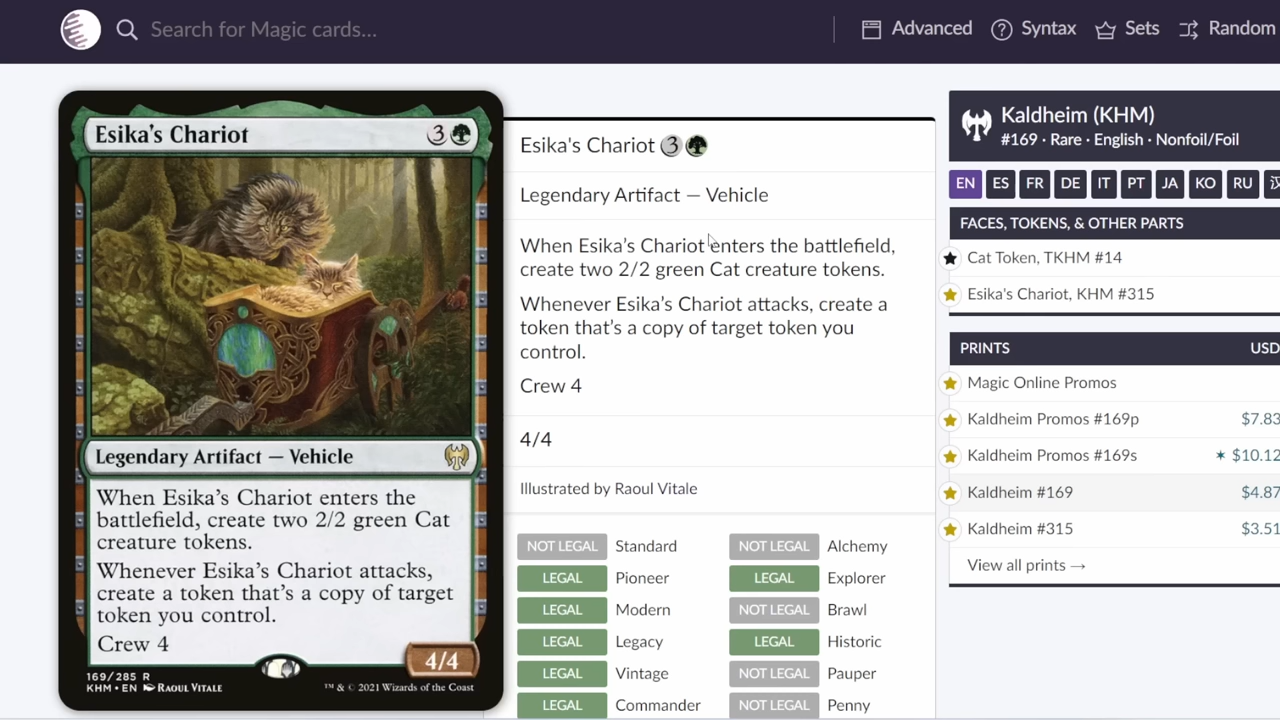 Search for Magic cards...
Advanced
Syntax
Sets
Random
Esika's Chariot 3
Legendary Artifact — Vehicle
When Esika's Chariot enters the
battlefield, create two 2/2 green Cat
creature tokens.
Whenever Esika's Chariot attacks,
create a token that's a copy of target
token you control.
Crew 4
4/4
169/285 R
KHM • EN RAOUL VITALE
™ & © 2021 Wizards of the Coast
Esika's Chariot 3
Legendary Artifact — Vehicle
When Esika's Chariot enters the battlefield,
create two 2/2 green Cat creature tokens.
Whenever Esika's Chariot attacks, create a
token that's a copy of target token you
control.
Crew 4
4/4
Illustrated by Raoul Vitale
NOT LEGAL Standard NOT LEGAL Alchemy
LEGAL Pioneer LEGAL Explorer
LEGAL Modern NOT LEGAL Brawl
LEGAL Legacy LEGAL Historic
LEGAL Vintage NOT LEGAL Pauper
LEGAL Commander NOT LEGAL Penny
Kaldheim (KHM)
#169 · Rare · English · Nonfoil/Foil
EN ES FR DE IT PT JA KO RU
FACES, TOKENS, & OTHER PARTS
Cat Token, TKHM #14
Esika's Chariot, KHM #315
PRINTS USD
Magic Online Promos
Kaldheim Promos #169p $7.83
Kaldheim Promos #169s ✶ $10.12
Kaldheim #169 $4.87
Kaldheim #315 $3.51
View all prints →